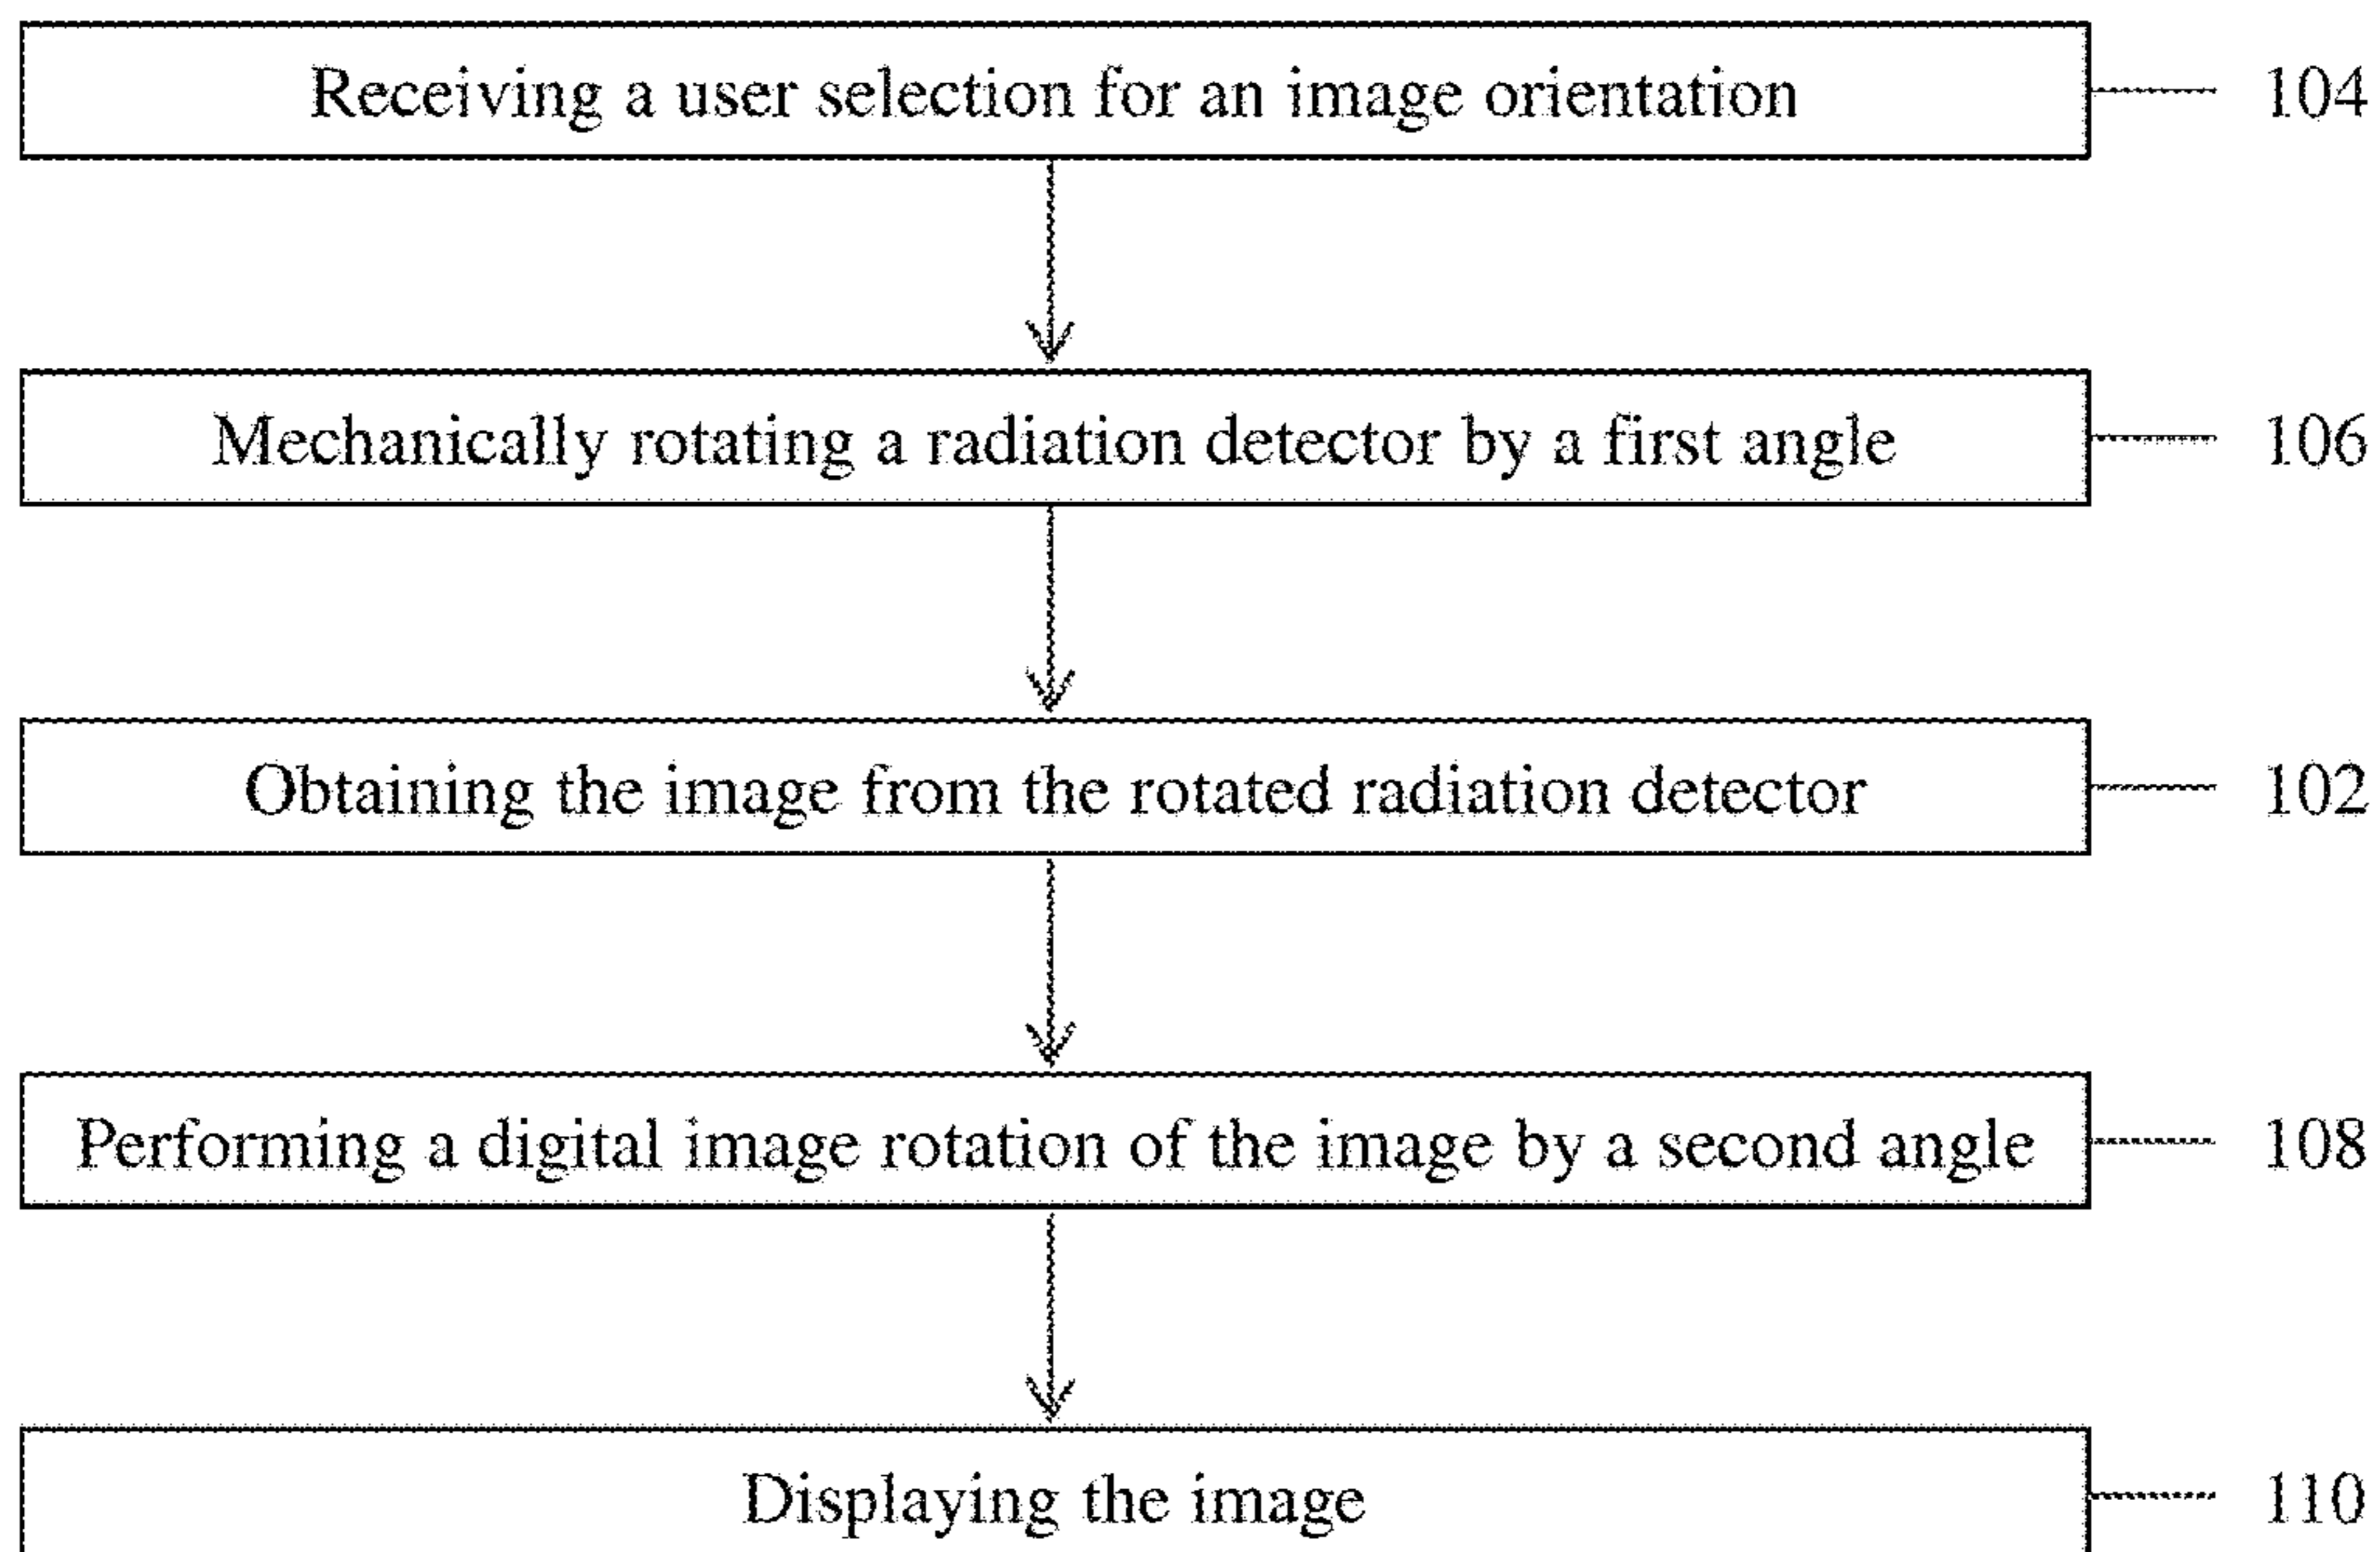 Receiving a user selection for an image orientation 104
Mechanically rotating a radiation detector by a first angle 106
Obtaining the image from the rotated radiation detector 102
Performing a digital image rotation of the image by a second angle 108
Displaying the image 110